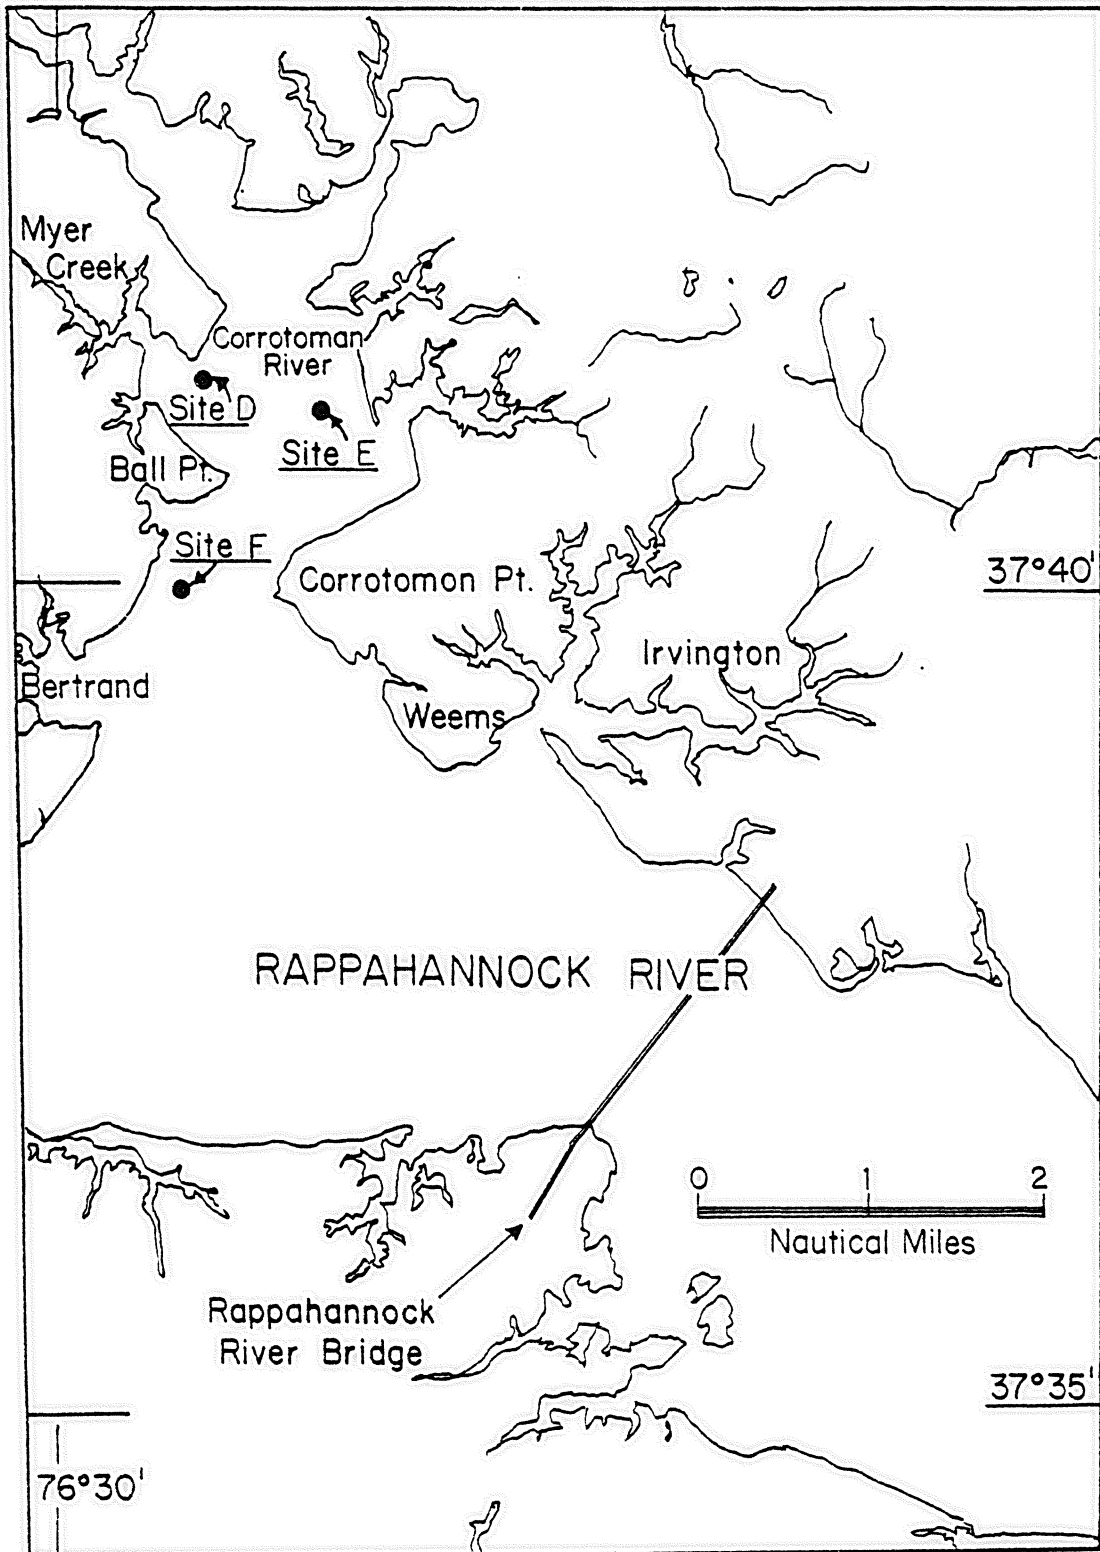 Myer
Creek
Corrotoman
River
Site D
Site E
Ball Pt.
Site F
37°40'
Corrotomon Pt.
Irvington
Bertrand
Weems
RAPPAHANNOCK RIVER
0 1 2
Nautical Miles
Rappahannock
River Bridge
37°35'
76°30'